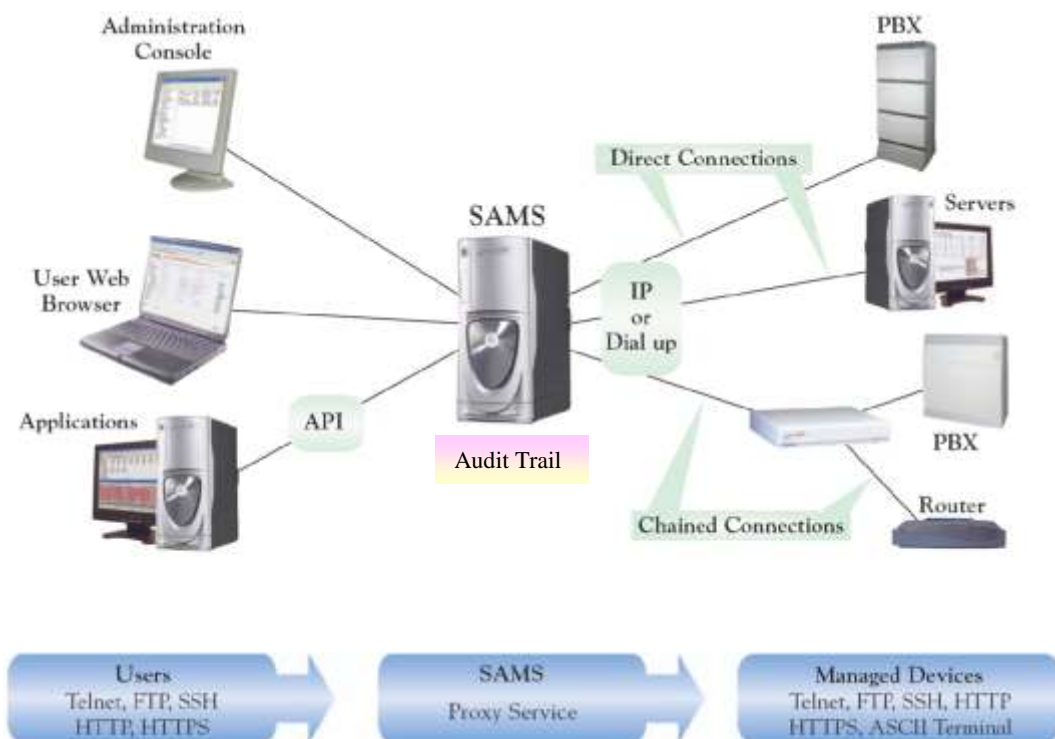 Administration
Console
PBX
Direct Connections
SAMS
Servers
User Web
Browser
IP
or
Dial up
Applications
API
PBX
Audit Trail
Router
Chained Connections
Users
Telnet, FTP, SSH
HTTP, HTTPS
SAMS
Proxy Service
Managed Devices
Telnet, FTP, SSH, HTTP
HTTPS, ASCII Terminal